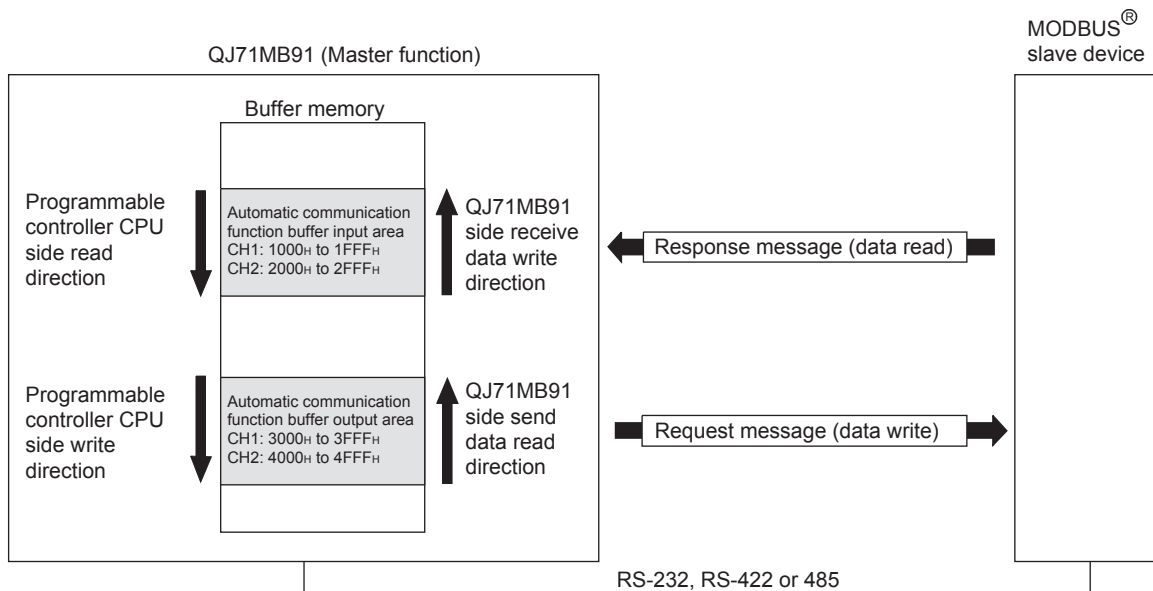 MODBUS®
slave device
QJ71MB91 (Master function)
Buffer memory
Programmable
controller CPU
side read
direction
Automatic communication
function buffer input area
CH1: 1000H to 1FFFH
CH2: 2000H to 2FFFH
QJ71MB91
side receive
data write
direction
Response message (data read)
Programmable
controller CPU
side write
direction
Automatic communication
function buffer output area
CH1: 3000H to 3FFFH
CH2: 4000H to 4FFFH
QJ71MB91
side send
data read
direction
Request message (data write)
RS-232, RS-422 or 485